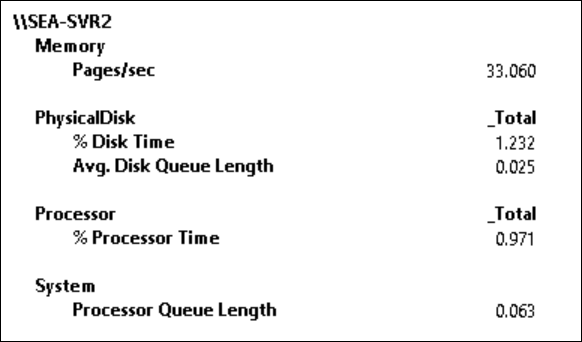 \\SEA-SVR2
Memory
Pages/sec 33.060
PhysicalDisk _Total
% Disk Time 1.232
Avg. Disk Queue Length 0.025
Processor _Total
% Processor Time 0.971
System
Processor Queue Length 0.063